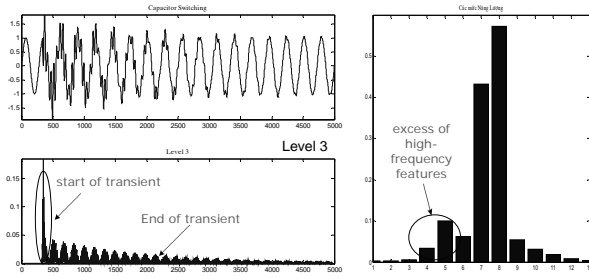 Capacitor Switching
1.5
1
0.5
0
-0.5
-1
-1.5
0 500 1000 1500 2000 2500 3000 3500 4000 4500 5000
Level 3
Level 3
0.15
0.1
0.05
0
start of transient
End of transient
0 500 1000 1500 2000 2500 3000 3500 4000 4500 5000
Các mức Năng Lượng
0.5
0.4
0.3
0.2
0.1
0
excess of
high-
frequency
features
1 2 3 4 5 6 7 8 9 10 11 12